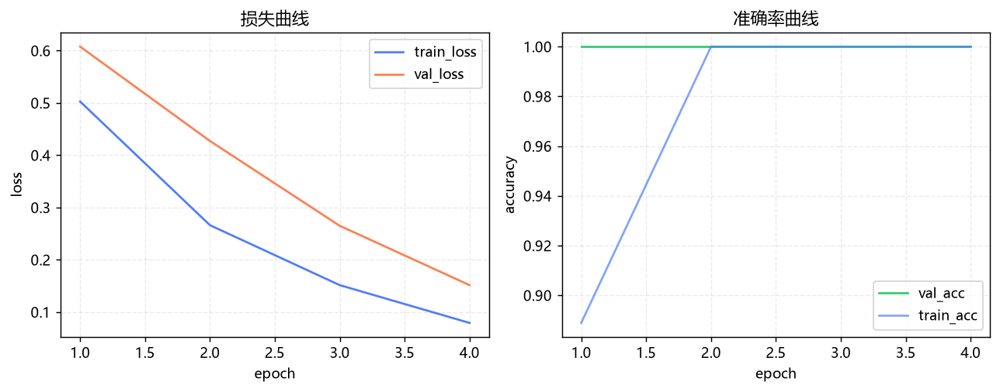 损失曲线
0.6
0.5
0.4
0.3
0.2
0.1
loss
1.0 1.5 2.0 2.5 3.0 3.5 4.0
epoch
train_loss
val_loss
准确率曲线
1.00
0.98
0.96
0.94
0.92
0.90
accuracy
1.0 1.5 2.0 2.5 3.0 3.5 4.0
epoch
val_acc
train_acc